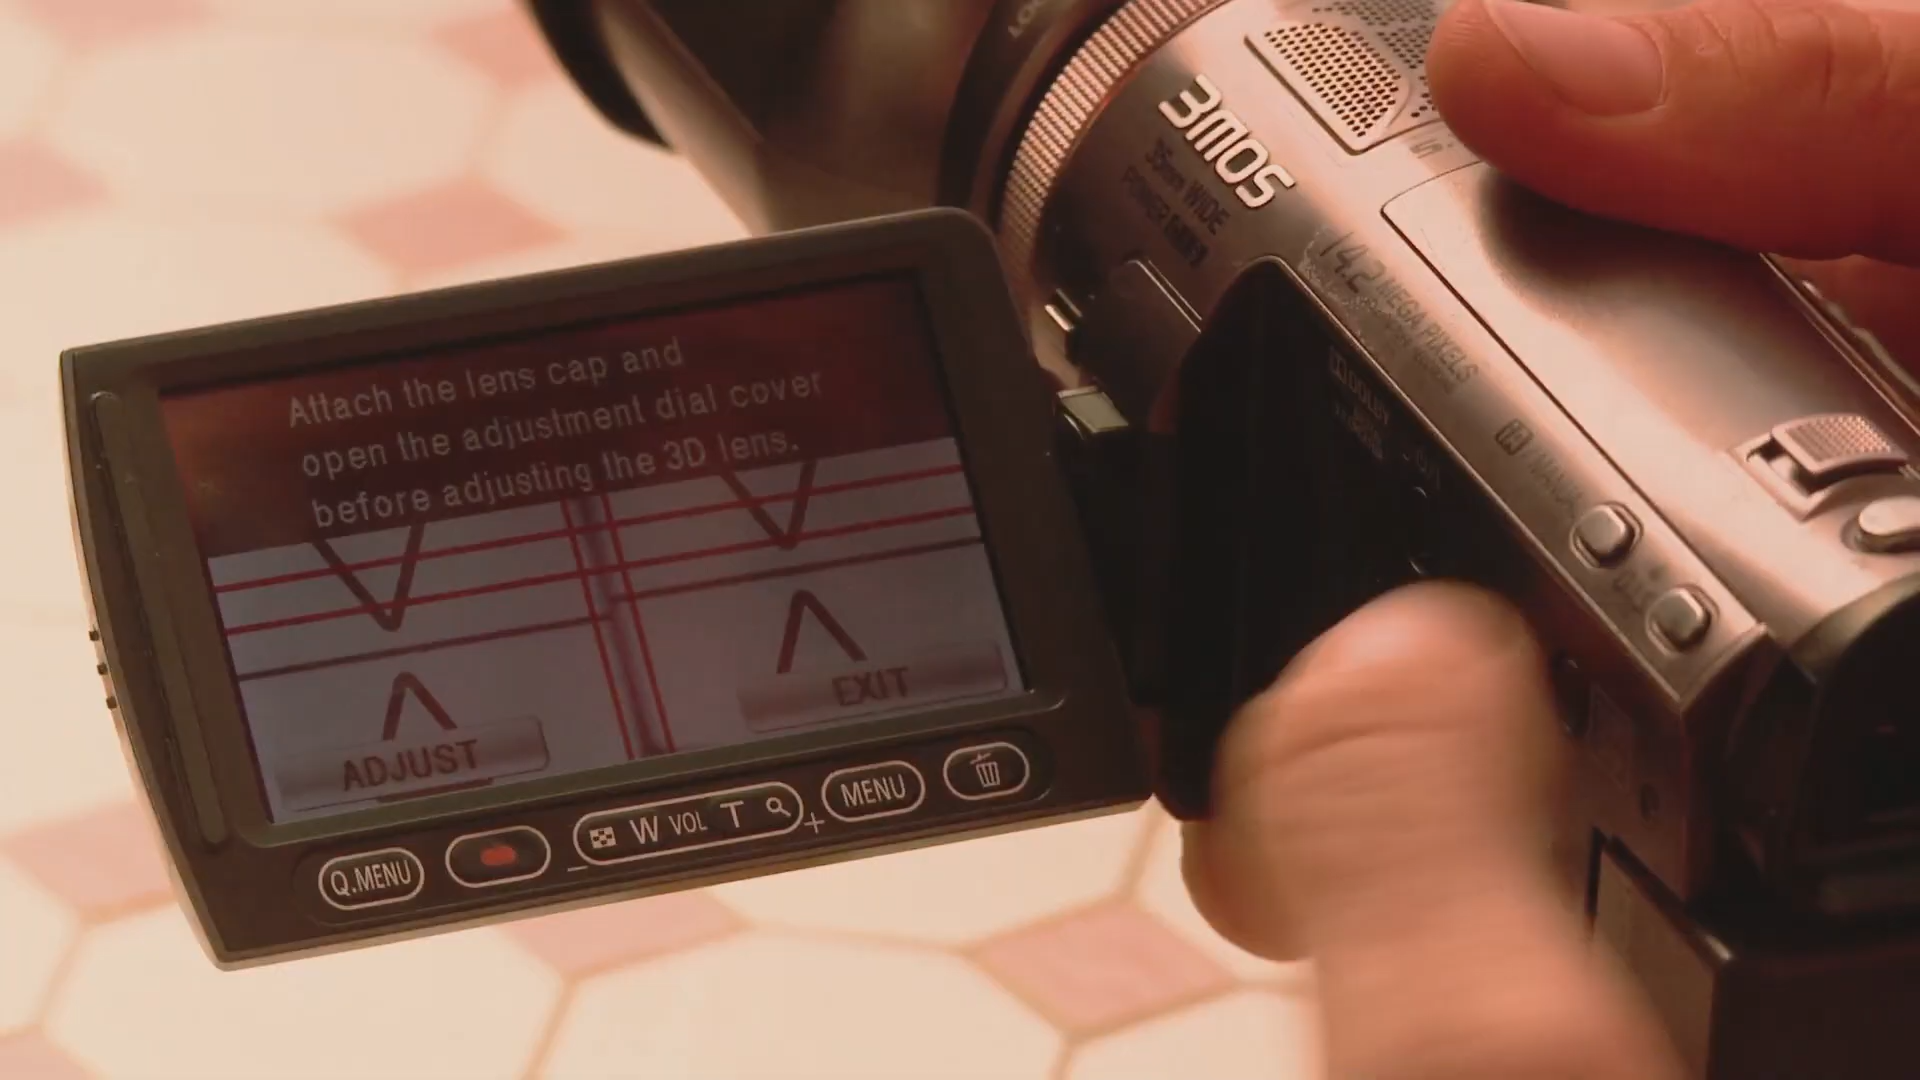 Attach the lens cap and
open the adjustment dial cover
before adjusting the 3D lens.
ADJUST
EXIT
Q.MENU
W VOL T
− +
MENU
3MOS
35mm WIDE
14.2 MEGA PIXELS
DOLBY